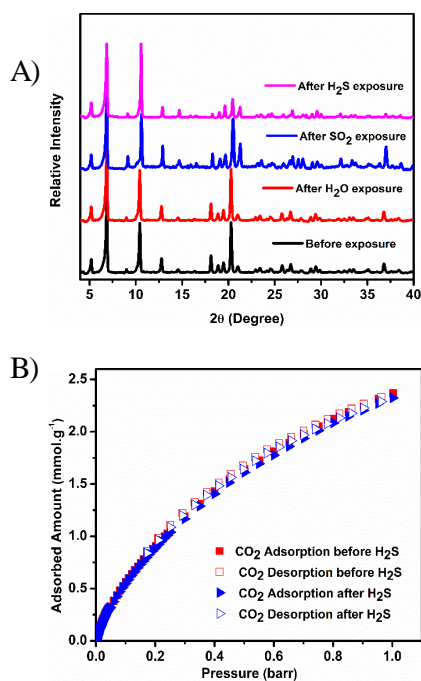 A)
Relative Intensity
After H₂S exposure
After SO₂ exposure
After H₂O exposure
Before exposure
5 10 15 20 25 30 35 40
2θ (Degree)
B)
Adsorbed Amount (mmol.g⁻¹)
2.5
2.0
1.5
1.0
0.5
0.0
CO₂ Adsorption before H₂S
CO₂ Desorption before H₂S
CO₂ Adsorption after H₂S
CO₂ Desorption after H₂S
0.0 0.2 0.4 0.6 0.8 1.0
Pressure (barr)